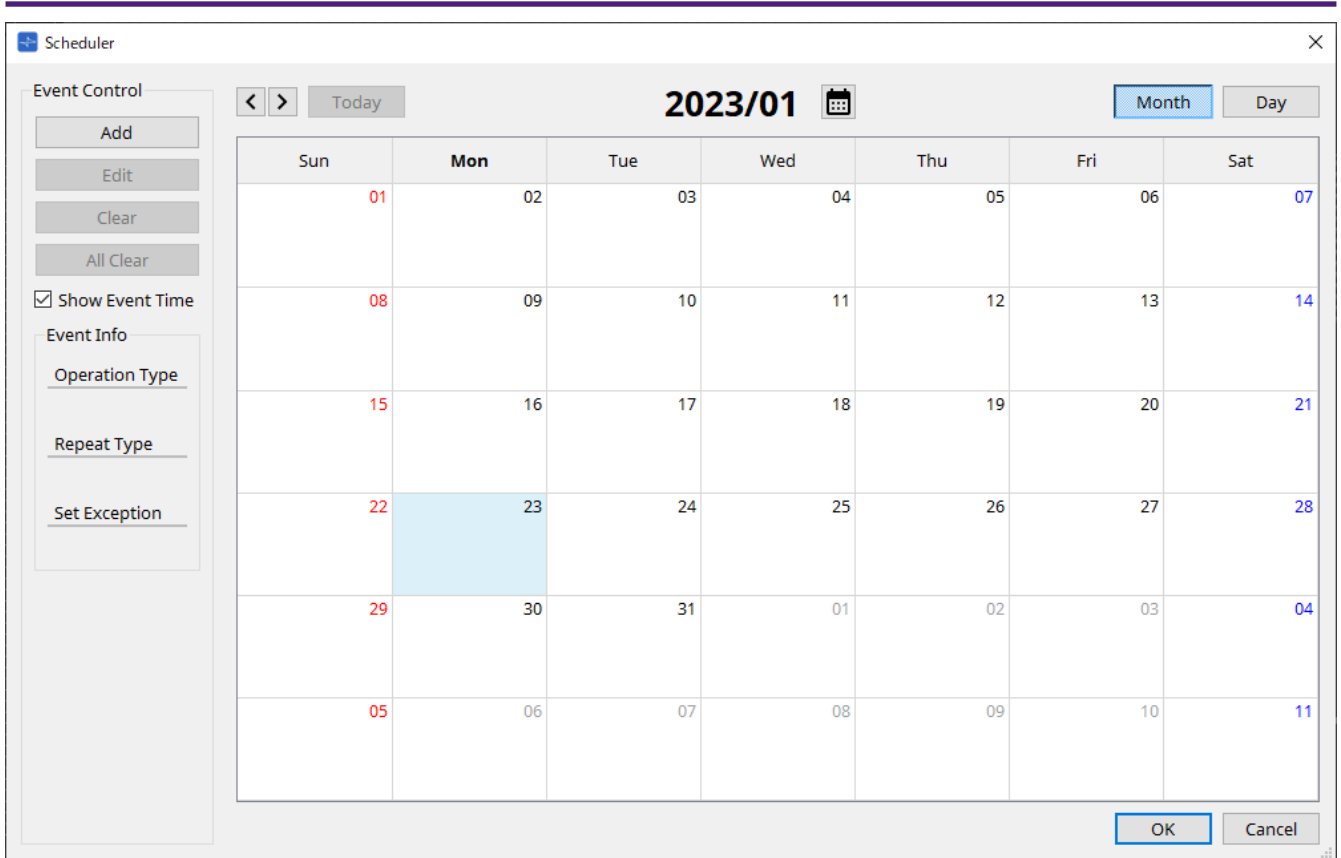 Scheduler
Event Control
Add
Edit
Clear
All Clear
Show Event Time
Event Info
Operation Type
Repeat Type
Set Exception
Today
2023/01
Month Day
Sun Mon Tue Wed Thu Fri Sat
01 02 03 04 05 06 07
08 09 10 11 12 13 14
15 16 17 18 19 20 21
22 23 24 25 26 27 28
29 30 31 01 02 03 04
05 06 07 08 09 10 11
OK Cancel